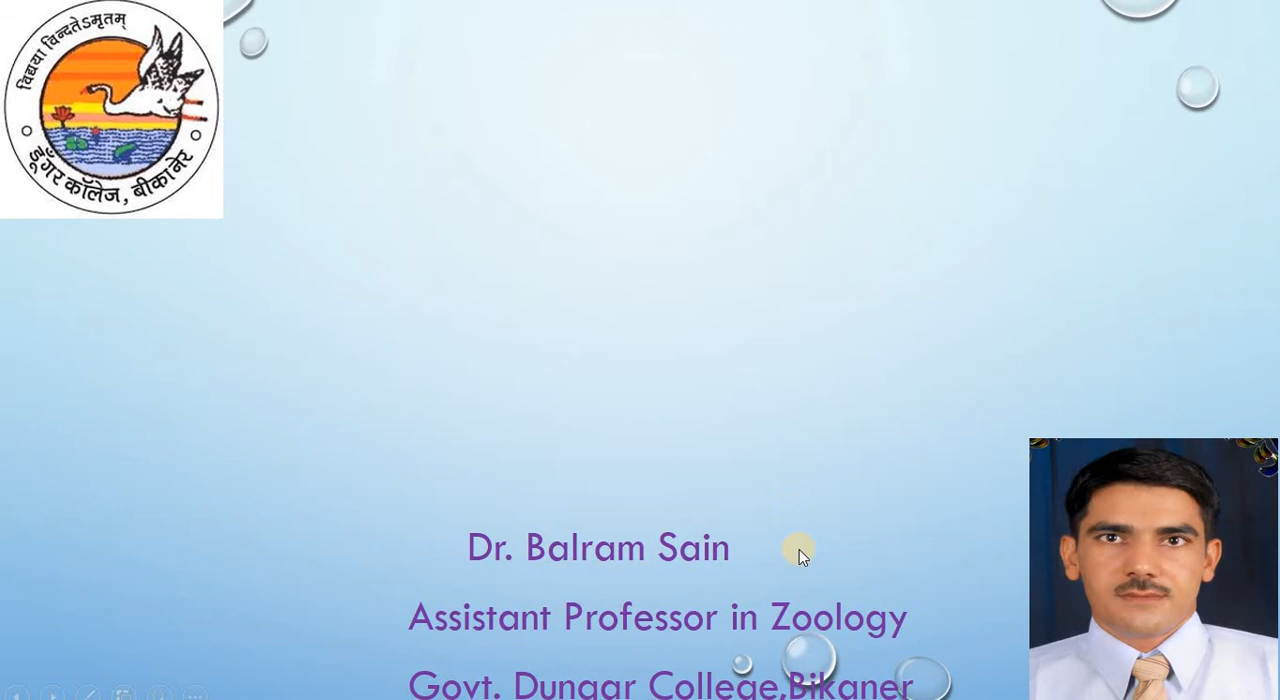 विद्यया विन्दतेऽमृतम्
डूँगर कॉलेज, बीकानेर
Dr. Balram Sain
Assistant Professor in Zoology
Govt. Dungar College,Bikaner